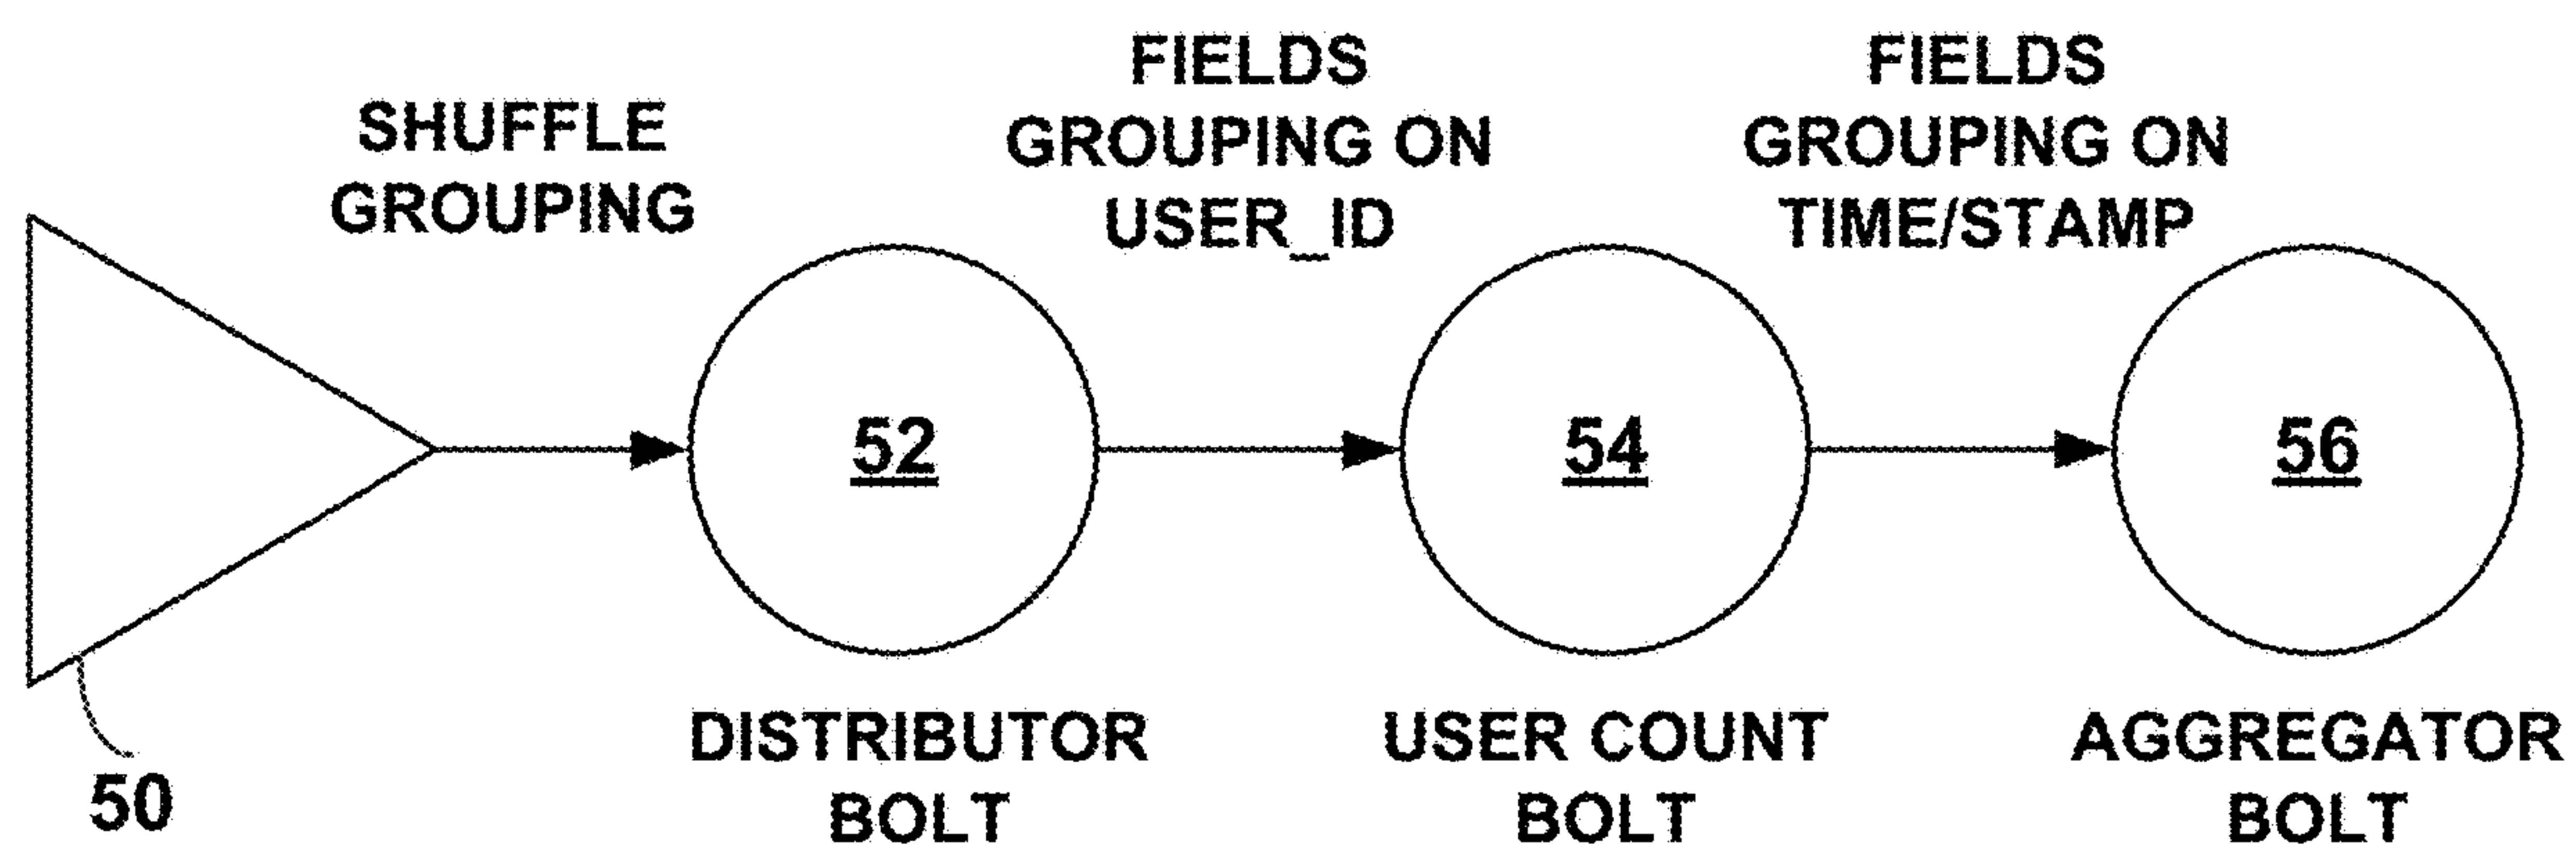 SHUFFLE
GROUPING
FIELDS
GROUPING ON
USER_ID
FIELDS
GROUPING ON
TIME/STAMP
52
54
56
50
DISTRIBUTOR
BOLT
USER COUNT
BOLT
AGGREGATOR
BOLT